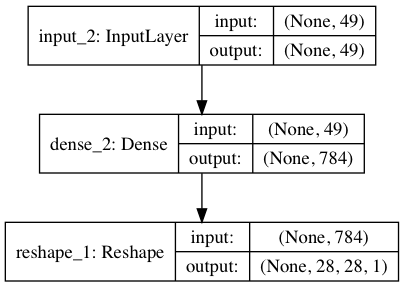 input_2: InputLayer
input: (None, 49)
output: (None, 49)
dense_2: Dense
input: (None, 49)
output: (None, 784)
reshape_1: Reshape
input: (None, 784)
output: (None, 28, 28, 1)